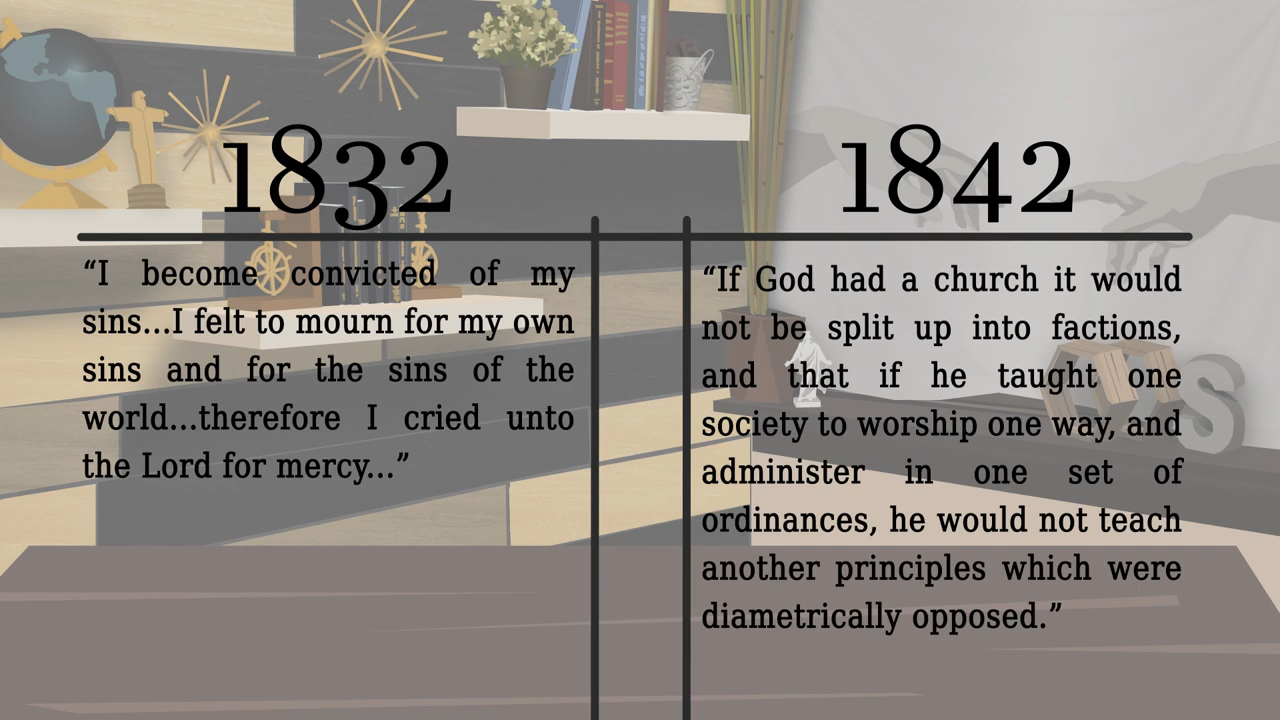 1832
“I become convicted of my
sins...I felt to mourn for my own
sins and for the sins of the
world...therefore I cried unto
the Lord for mercy...”
1842
“If God had a church it would
not be split up into factions,
and that if he taught one
society to worship one way, and
administer in one set of
ordinances, he would not teach
another principles which were
diametrically opposed.”
S